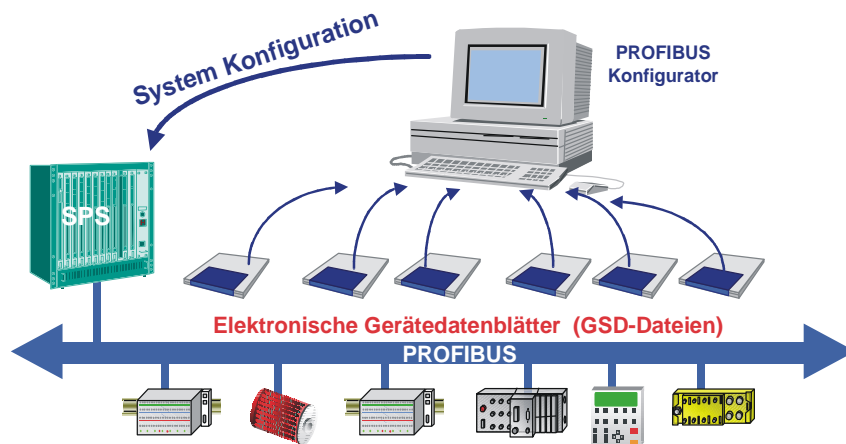 System Konfiguration
PROFIBUS
Konfigurator
SPS
Elektronische Gerätedatenblätter (GSD-Dateien)
PROFIBUS